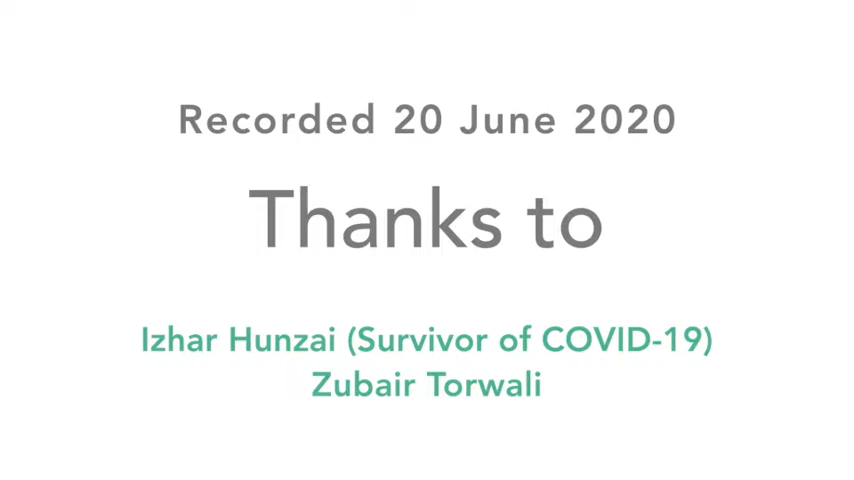 Recorded 20 June 2020
Thanks to
Izhar Hunzai (Survivor of COVID-19)
Zubair Torwali